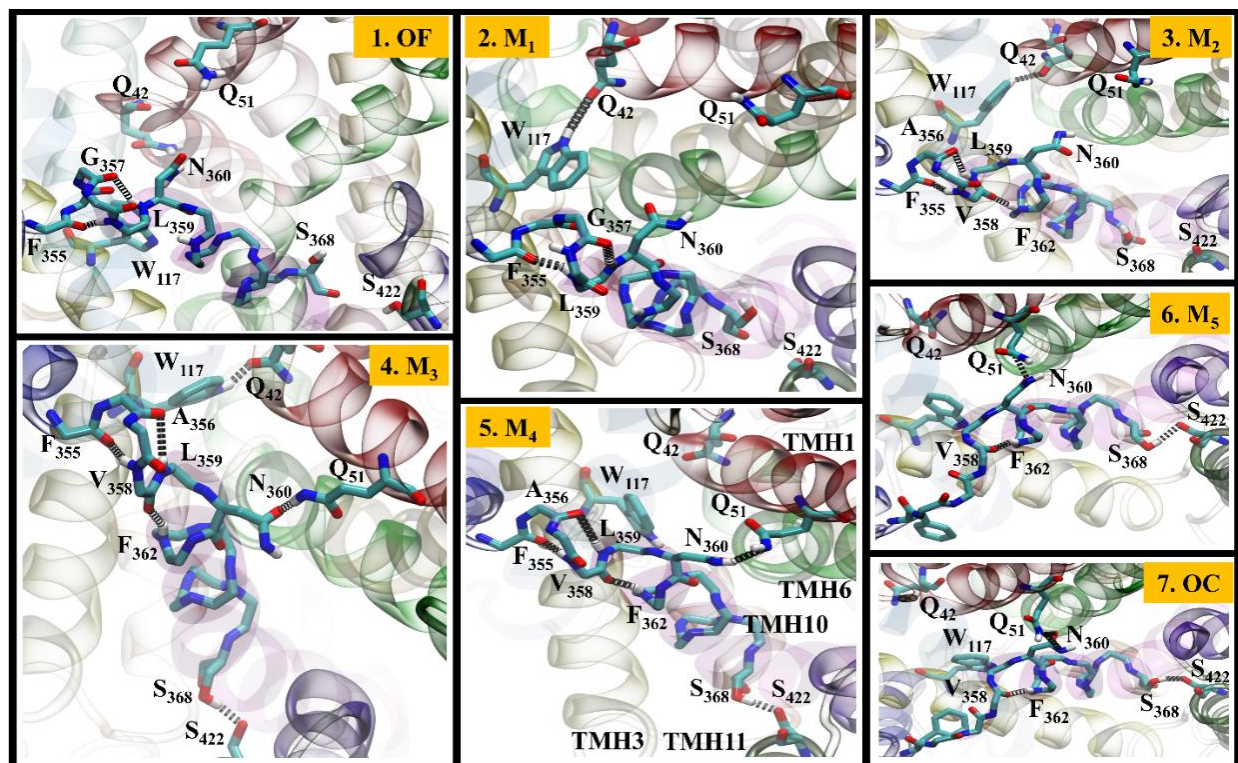 1. OF
Q51
Q42
G357
N360
L359
F355
W117
S368
S422
2. M1
Q42
Q51
W117
G357
N360
F355
L359
S368
S422
3. M2
Q42
Q51
W117
A356
L359
N360
F355
V358
F362
S422
S368
4. M3
W117
Q42
A356
F355
L359
Q51
V358
N360
F362
S368
S422
5. M4
Q42
TMH1
W117
A356
Q51
L359
N360
F355
V358
TMH6
F362
TMH10
S368
S422
TMH3
TMH11
6. M5
Q42
Q51
N360
S422
V358
F362
S368
7. OC
Q42
Q51
N360
W117
V358
F362
S422
S368